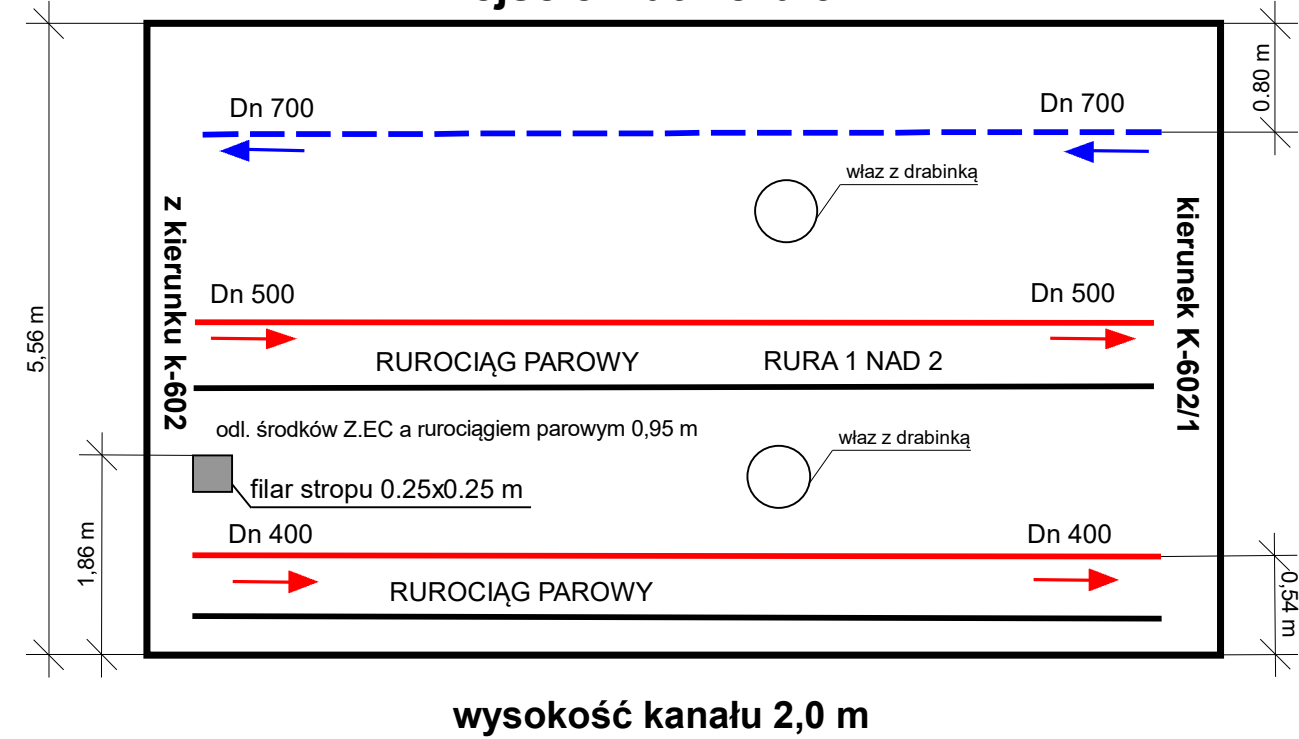 Dn 700
Dn 700
0.80 m
właz z drabinką
z kierunku k-602
kierunek K-602/1
Dn 500
Dn 500
5,56 m
RUROCIĄG PAROWY
RURA 1 NAD 2
odl. środków Z.EC a rurociągiem parowym 0,95 m
właz z drabinką
filar stropu 0.25x0.25 m
Dn 400
Dn 400
1,86 m
RUROCIĄG PAROWY
0,54 m
wysokość kanału 2,0 m